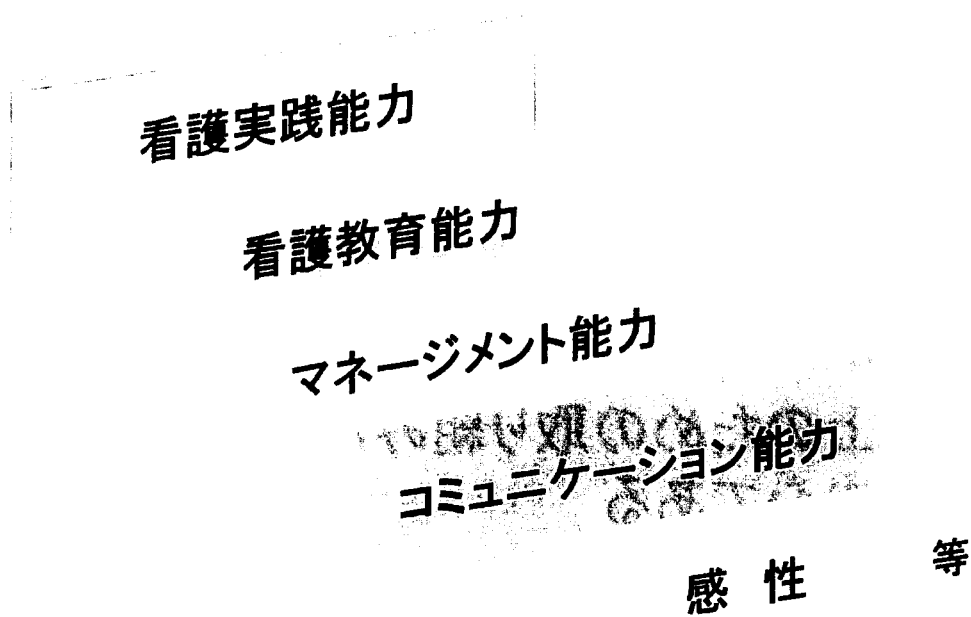 看護実践能力
看護教育能力
マネージメント能力
コミュニケーション能力
感性 等